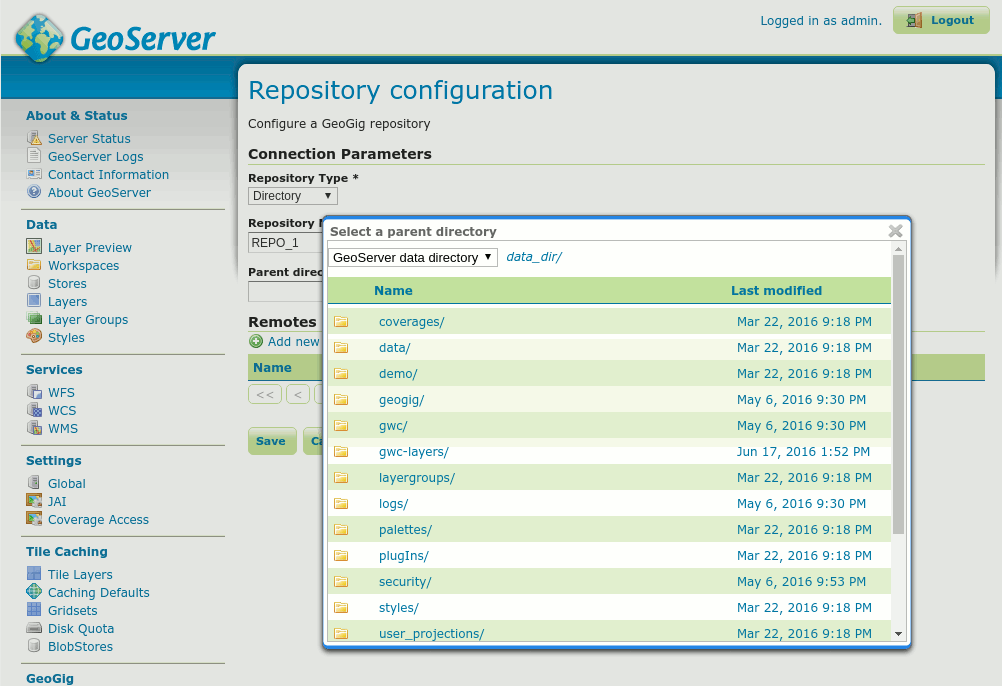 Logged in as admin.
Logout
GeoServer
About & Status
Server Status
GeoServer Logs
Contact Information
About GeoServer
Data
Layer Preview
Workspaces
Stores
Layers
Layer Groups
Styles
Services
WFS
WCS
WMS
Settings
Global
JAI
Coverage Access
Tile Caching
Tile Layers
Caching Defaults
Gridsets
Disk Quota
BlobStores
GeoGig
Repository configuration
Configure a GeoGig repository
Connection Parameters
Repository Type *
Directory
Repository
REPO_1
Parent
Remotes
Add new
Name
<< <
Save
Select a parent directory
GeoServer data directory data_dir/
Name Last modified
coverages/ Mar 22, 2016 9:18 PM
data/ Mar 22, 2016 9:18 PM
demo/ Mar 22, 2016 9:18 PM
geogig/ May 6, 2016 9:30 PM
gwc/ May 6, 2016 9:30 PM
gwc-layers/ Jun 17, 2016 1:52 PM
layergroups/ Mar 22, 2016 9:18 PM
logs/ May 6, 2016 9:30 PM
palettes/ Mar 22, 2016 9:18 PM
plugIns/ Mar 22, 2016 9:18 PM
security/ May 6, 2016 9:53 PM
styles/ Mar 22, 2016 9:18 PM
user_projections/ Mar 22, 2016 9:18 PM